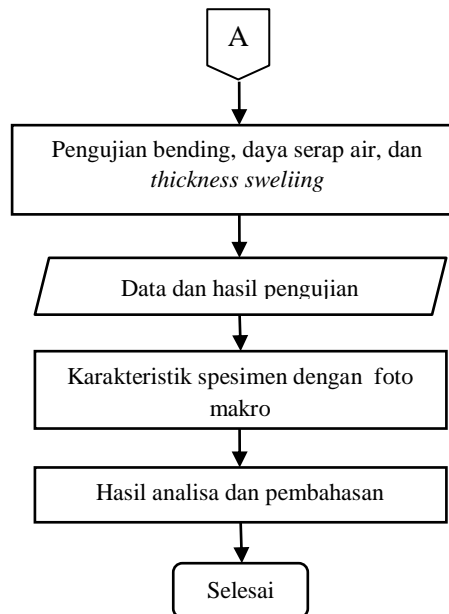 A
Pengujian bending, daya serap air, dan
thickness sweliing
Data dan hasil pengujian
Karakteristik spesimen dengan foto
makro
Hasil analisa dan pembahasan
Selesai